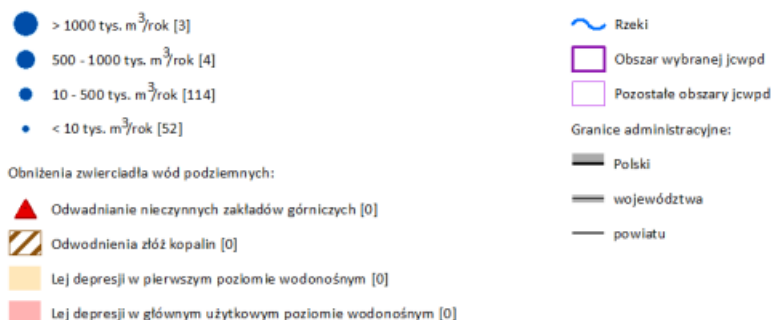 > 1000 tys. m³/rok [3]
500 - 1000 tys. m³/rok [4]
10 - 500 tys. m³/rok [114]
< 10 tys. m³/rok [52]
Obniżenia zwierciadła wód podziemnych:
Odwadnianie nieczynnych zakładów górniczych [0]
Odwodnienia złóż kopalin [0]
Lej depresji w pierwszym poziomie wodonośnym [0]
Lej depresji w głównym użytkowym poziomie wodonośnym [0]
Rzeki
Obszar wybranej jcwpd
Pozostałe obszary jcwpd
Granice administracyjne:
Polski
województwa
powiatu